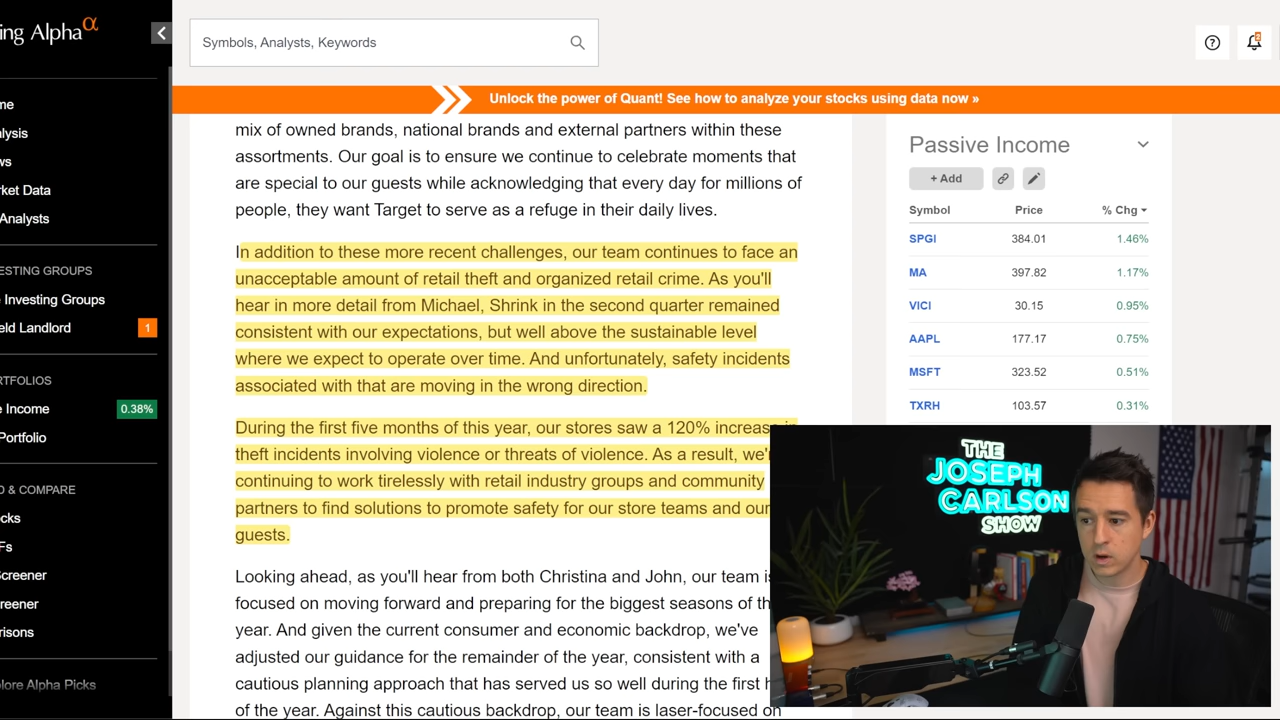 ing Alphaα
Symbols, Analysts, Keywords
2
Unlock the power of Quant! See how to analyze your stocks using data now »
me
lysis
ws
rket Data
Analysts
ESTING GROUPS
Investing Groups
eld Landlord 1
RTFOLIOS
e Income 0.38%
Portfolio
D & COMPARE
cks
Fs
Screener
reener
risons
lore Alpha Picks
mix of owned brands, national brands and external partners within these
assortments. Our goal is to ensure we continue to celebrate moments that
are special to our guests while acknowledging that every day for millions of
people, they want Target to serve as a refuge in their daily lives.
In addition to these more recent challenges, our team continues to face an
unacceptable amount of retail theft and organized retail crime. As you'll
hear in more detail from Michael, Shrink in the second quarter remained
consistent with our expectations, but well above the sustainable level
where we expect to operate over time. And unfortunately, safety incidents
associated with that are moving in the wrong direction.
During the first five months of this year, our stores saw a 120% increase in
theft incidents involving violence or threats of violence. As a result, we'r
continuing to work tirelessly with retail industry groups and community
partners to find solutions to promote safety for our store teams and our
guests.
Looking ahead, as you'll hear from both Christina and John, our team is
focused on moving forward and preparing for the biggest seasons of th
year. And given the current consumer and economic backdrop, we've
adjusted our guidance for the remainder of the year, consistent with a
cautious planning approach that has served us so well during the first h
of the year. Against this cautious backdrop, our team is laser-focused on
Passive Income
+ Add
Symbol Price % Chg
SPGI 384.01 1.46%
MA 397.82 1.17%
VICI 30.15 0.95%
AAPL 177.17 0.75%
MSFT 323.52 0.51%
TXRH 103.57 0.31%
THE
JOSEPH
CARLSON
SHOW